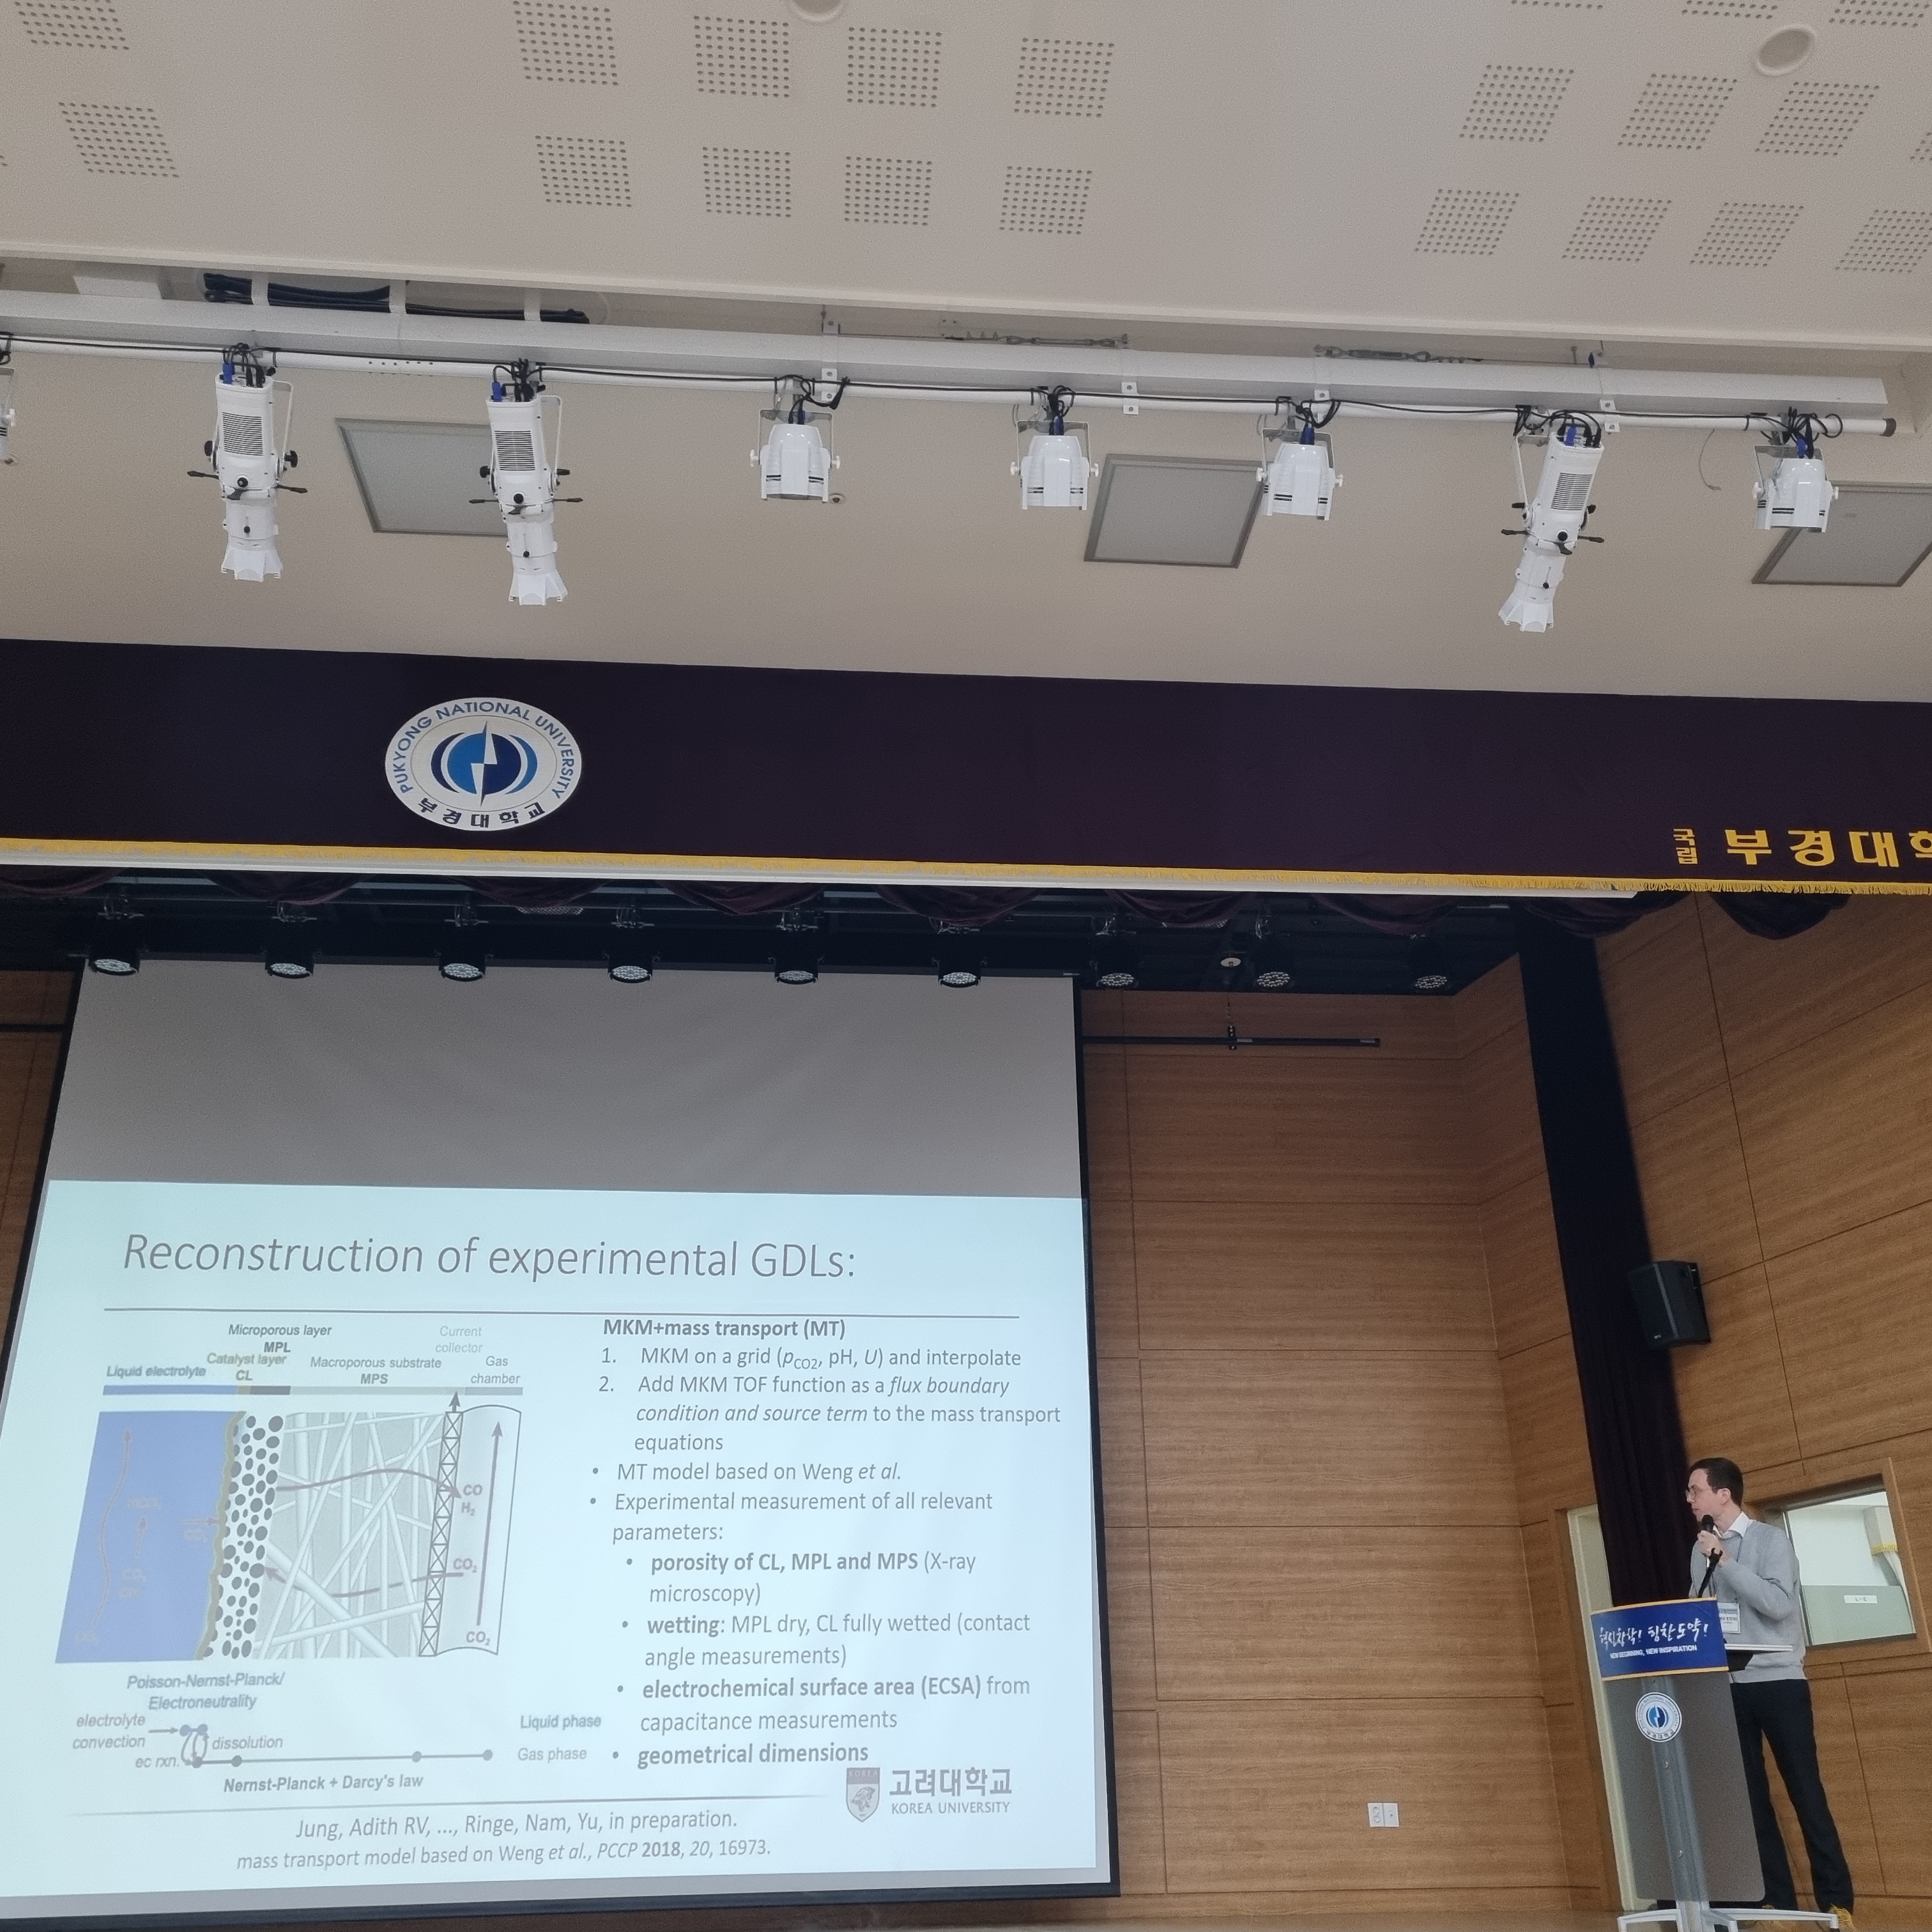 PUKYONG NATIONAL UNIVERSITY
부경대학교
국립 부경대학
Reconstruction of experimental GDLs:
Microporous layer
MPL
Current
collector
Catalyst layer
CL
Liquid electrolyte
Macroporous substrate
MPS
Gas
chamber
CO
H₂
CO₂
CO₂
Poisson-Nernst-Planck/
Electroneutrality
electrolyte
convection
dissolution
ec rxn.
Liquid phase
Gas phase
Nernst-Planck + Darcy's law
MKM+mass transport (MT)
1. MKM on a grid (pCO2, pH, U) and interpolate
2. Add MKM TOF function as a flux boundary
condition and source term to the mass transport
equations
• MT model based on Weng et al.
• Experimental measurement of all relevant
parameters:
• porosity of CL, MPL and MPS (X-ray
microscopy)
• wetting: MPL dry, CL fully wetted (contact
angle measurements)
• electrochemical surface area (ECSA) from
capacitance measurements
• geometrical dimensions
KOREA
고려대학교
KOREA UNIVERSITY
Jung, Adith RV, ..., Ringe, Nam, Yu, in preparation.
mass transport model based on Weng et al., PCCP 2018, 20, 16973.
힘찬 도약!
NEW BEGINNING, NEW INSPIRATION